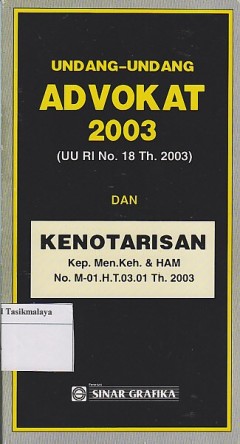 UNDANG-UNDANG
ADVOKAT
2003
(UU RI No. 18 Th. 2003)
DAN
KENOTARISAN
Kep. Men.Keh. & HAM
No. M-01.H.T.03.01 Th. 2003
Tasikmalaya
SINAR GRAFIKA